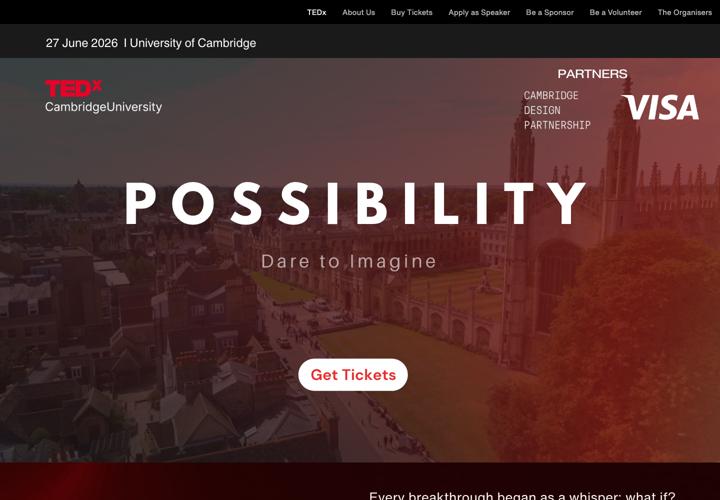 TEDx About Us Buy Tickets Apply as Speaker Be a Sponsor Be a Volunteer The Organisers
27 June 2026 I University of Cambridge
PARTNERS
TEDx
CambridgeUniversity
CAMBRIDGE
DESIGN
PARTNERSHIP
VISA
POSSIBILITY
Dare to Imagine
Get Tickets
Every breakthrough began as a whisper: what if?